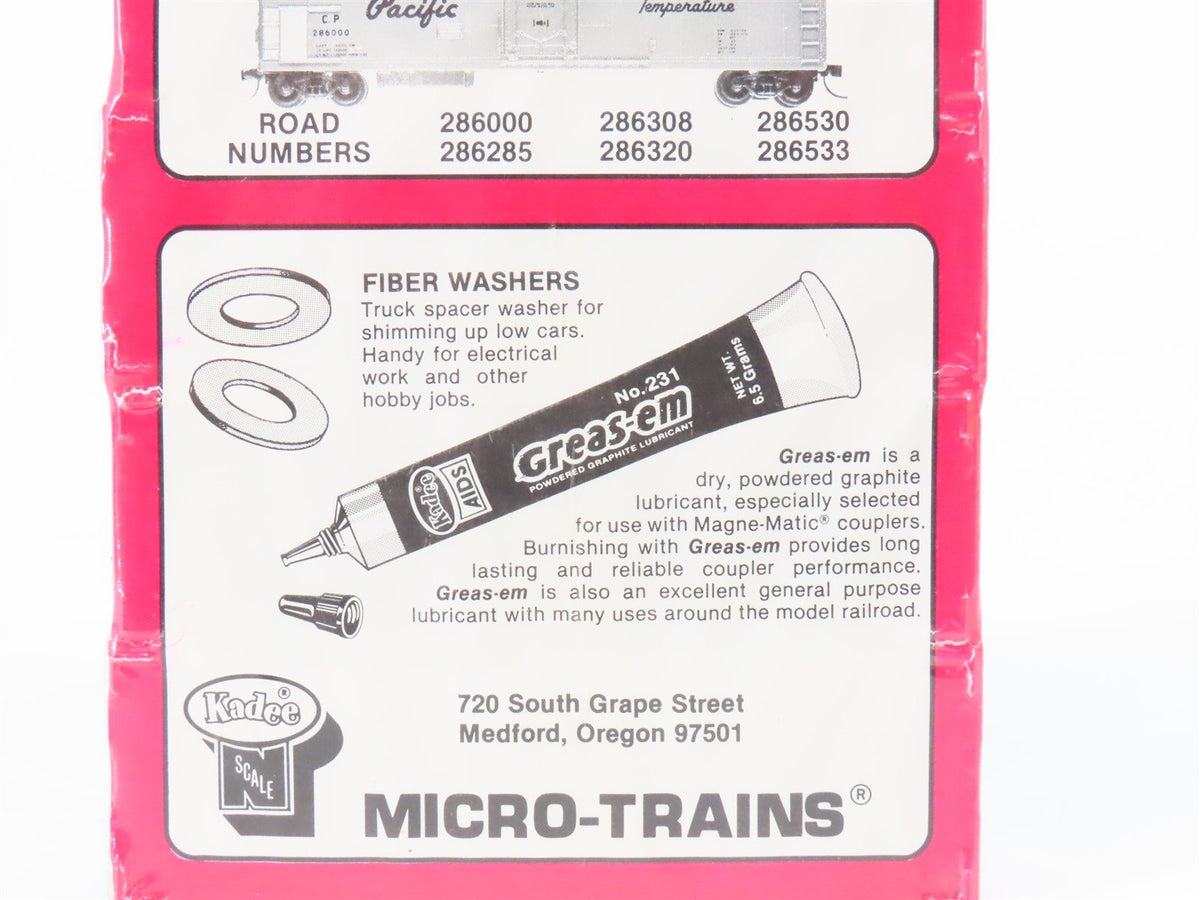 Pacific
Temperature
C.P
286000
ROAD NUMBERS
286000 286308 286530
286285 286320 286533
FIBER WASHERS
Truck spacer washer for
shimming up low cars.
Handy for electrical
work and other
hobby jobs.
No. 231
Greas-em
POWDERED GRAPHITE LUBRICANT
NET WT.
6.5 Grams
Kadee
AIDS
Greas-em is a
dry, powdered graphite
lubricant, especially selected
for use with Magne-Matic® couplers.
Burnishing with Greas-em provides long
lasting and reliable coupler performance.
Greas-em is also an excellent general purpose
lubricant with many uses around the model railroad.
Kadee®
N
SCALE
720 South Grape Street
Medford, Oregon 97501
MICRO-TRAINS®